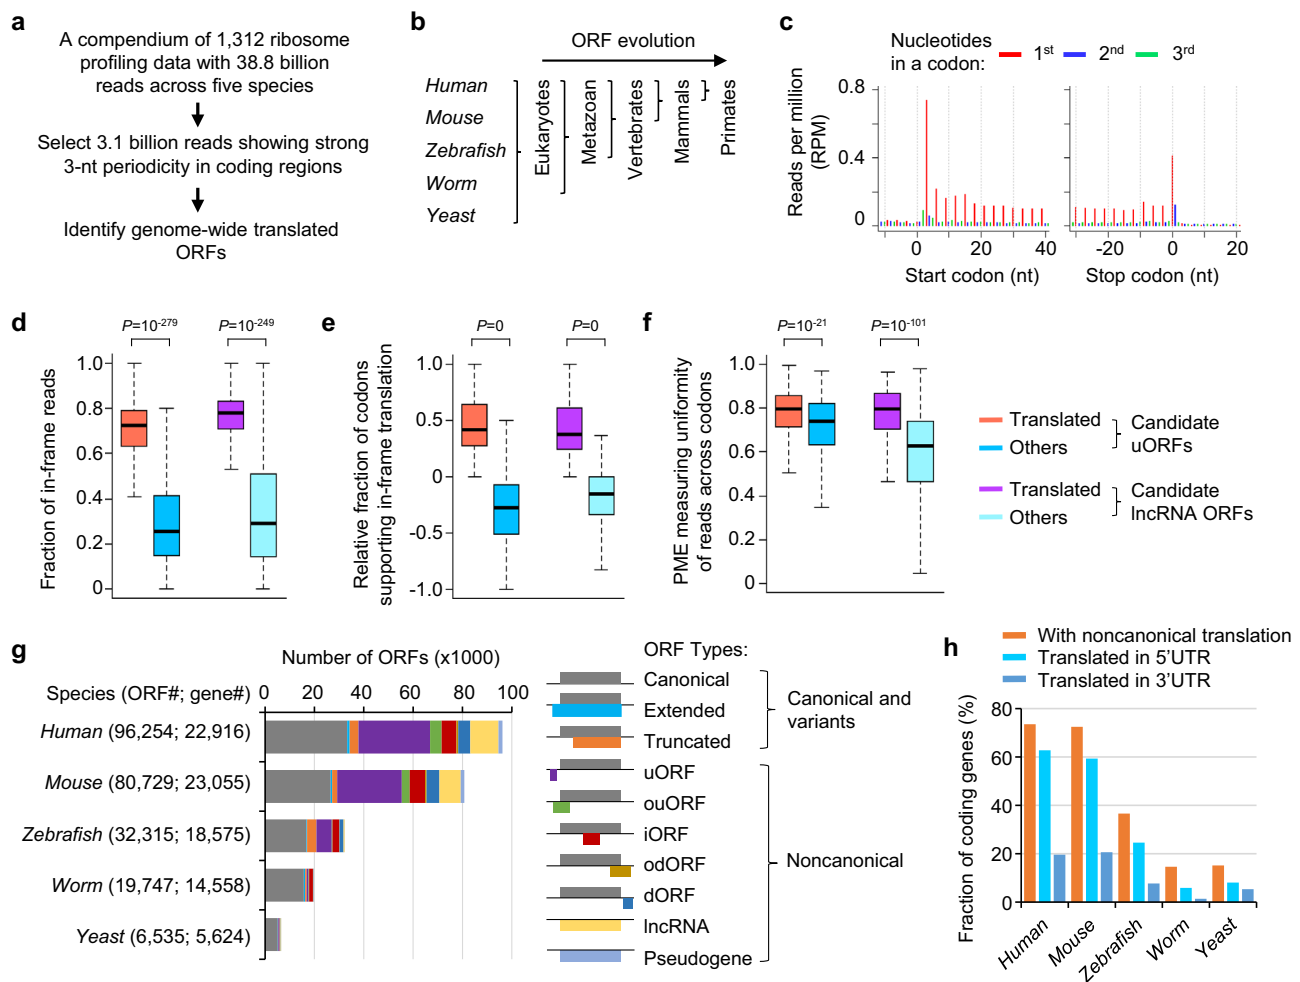 a
A compendium of 1,312 ribosome
profiling data with 38.8 billion
reads across five species
Select 3.1 billion reads showing strong
3-nt periodicity in coding regions
Identify genome-wide translated
ORFs
b
ORF evolution
Human
Mouse
Zebrafish
Worm
Yeast
Eukaryotes
Metazoan
Vertebrates
Mammals
Primates
c
Nucleotides
in a codon:
1st
2nd
3rd
Reads per million
(RPM)
0.8
0.4
0
0
20
40
Start codon (nt)
-20
0
20
Stop codon (nt)
d
P=10-279
P=10-249
Fraction of in-frame reads
1.0
0.8
0.6
0.4
0.2
0
e
P=0
P=0
Relative fraction of codons
supporting in-frame translation
1.0
0.5
0
-0.5
-1.0
f
P=10-21
P=10-101
PME measuring uniformity
of reads across codons
1.0
0.8
0.6
0.4
0.2
0
Translated
Others
Candidate
uORFs
Translated
Others
Candidate
lncRNA ORFs
g
Number of ORFs (x1000)
Species (ORF#; gene#)
0
20
40
60
80
100
Human (96,254; 22,916)
Mouse (80,729; 23,055)
Zebrafish (32,315; 18,575)
Worm (19,747; 14,558)
Yeast (6,535; 5,624)
ORF Types:
Canonical
Extended
Truncated
Canonical and
variants
uORF
ouORF
iORF
odORF
dORF
lncRNA
Pseudogene
Noncanonical
h
With noncanonical translation
Translated in 5'UTR
Translated in 3'UTR
Fraction of coding genes (%)
80
60
40
20
0
Human
Mouse
Zebrafish
Worm
Yeast